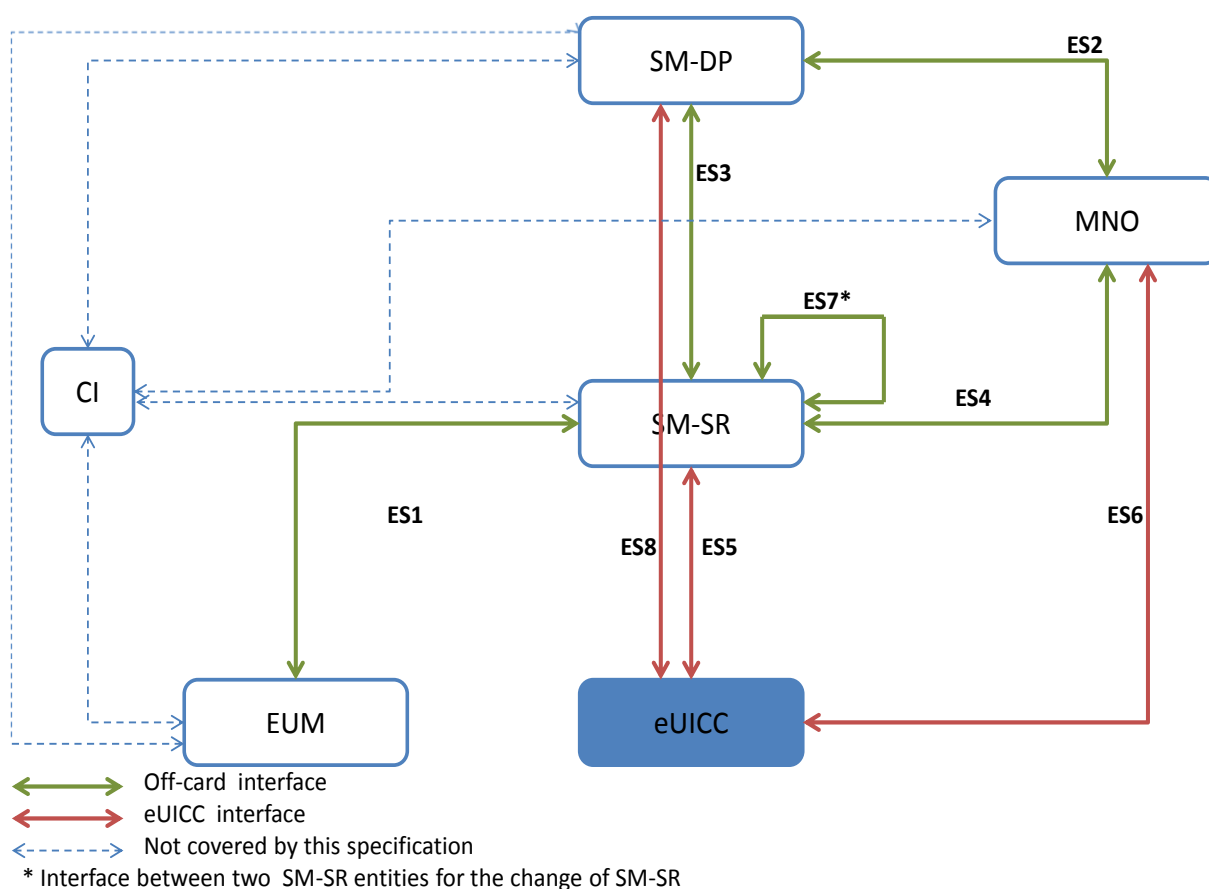 ES2
SM-DP
ES3
MNO
ES7*
CI
ES4
SM-SR
ES1
ES6
ES8
ES5
EUM
eUICC
Off-card interface
eUICC interface
Not covered by this specification
* Interface between two SM-SR entities for the change of SM-SR